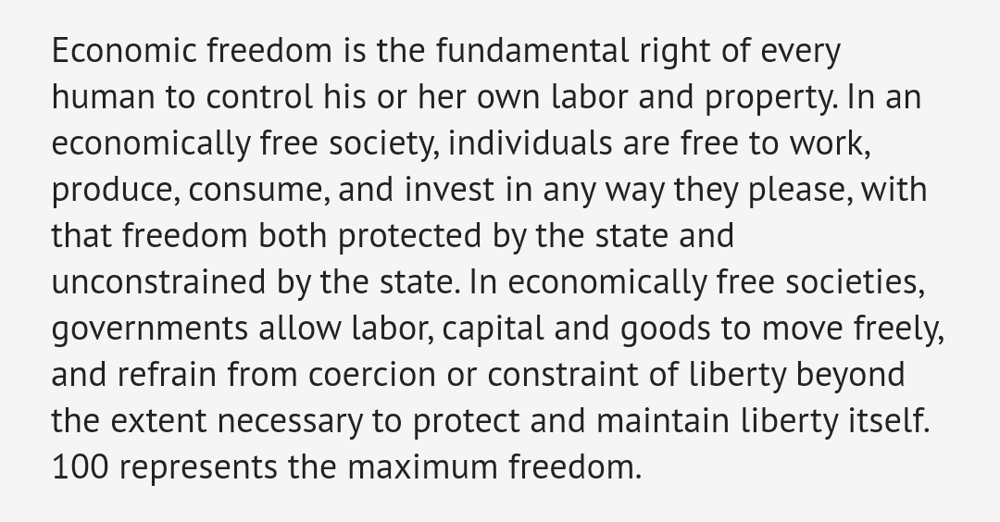 Economic freedom is the fundamental right of every
human to control his or her own labor and property. In an
economically free society, individuals are free to work,
produce, consume, and invest in any way they please, with
that freedom both protected by the state and
unconstrained by the state. In economically free societies,
governments allow labor, capital and goods to move freely,
and refrain from coercion or constraint of liberty beyond
the extent necessary to protect and maintain liberty itself.
100 represents the maximum freedom.